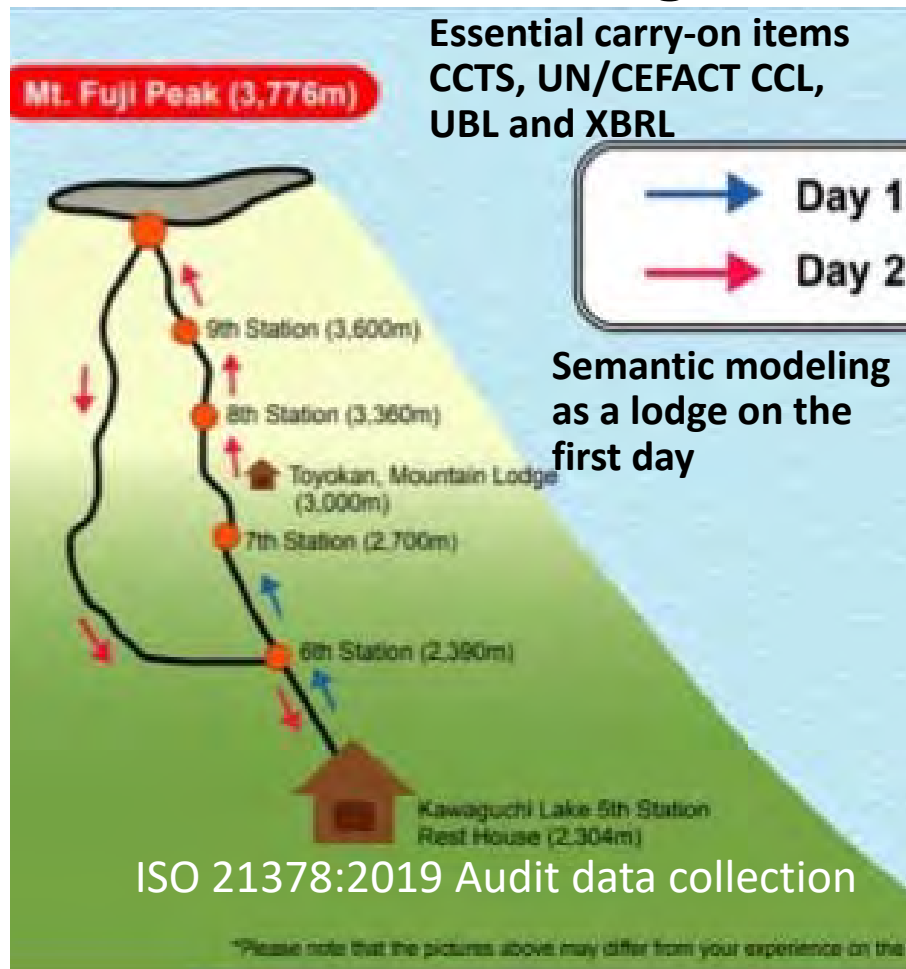 Essential carry-on items
CCTS, UN/CEFACT CCL,
UBL and XBRL
Mt. Fuji Peak (3,776m)
Day 1
Day 2
9th Station (3,600m)
Semantic modeling
as a lodge on the
first day
8th Station (3,360m)
Toyokan, Mountain Lodge
(3,000m)
7th Station (2,700m)
6th Station (2,390m)
Kawaguchi Lake 5th Station
Rest House (2,304m)
ISO 21378:2019 Audit data collection
*Please note that the pictures above may differ from your experience on the